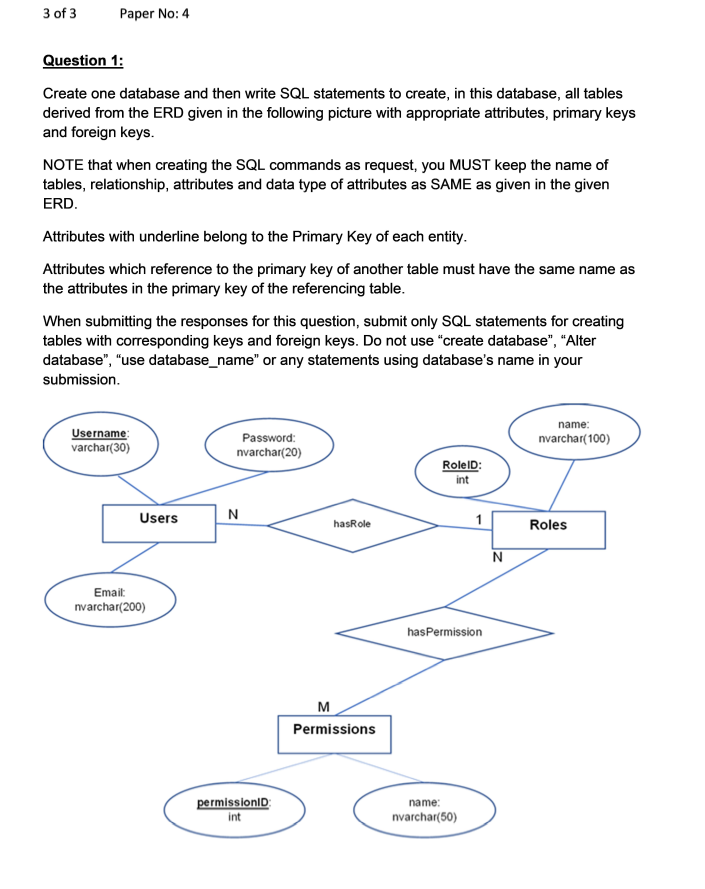 3 of 3 Paper No: 4
Question 1:
Create one database and then write SQL statements to create, in this database, all tables
derived from the ERD given in the following picture with appropriate attributes, primary keys
and foreign keys.
NOTE that when creating the SQL commands as request, you MUST keep the name of
tables, relationship, attributes and data type of attributes as SAME as given in the given
ERD.
Attributes with underline belong to the Primary Key of each entity.
Attributes which reference to the primary key of another table must have the same name as
the attributes in the primary key of the referencing table.
When submitting the responses for this question, submit only SQL statements for creating
tables with corresponding keys and foreign keys. Do not use “create database”, “Alter
database”, “use database_name” or any statements using database’s name in your
submission.
Username:
varchar(30)
Password:
nvarchar(20)
name:
nvarchar(100)
RoleID:
int
Users
N
hasRole
1
Roles
N
Email:
nvarchar(200)
hasPermission
M
Permissions
permissionID:
int
name:
nvarchar(50)